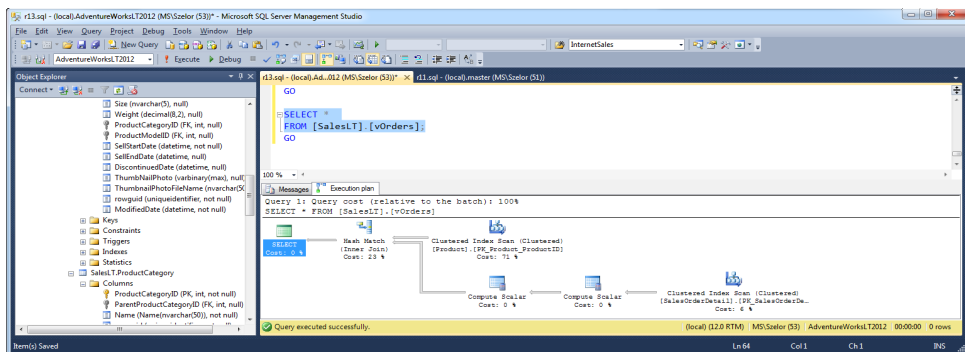 r13.sql - (local).AdventureWorksLT2012 (MS\Szelor (53))* - Microsoft SQL Server Management Studio
File Edit View Query Project Debug Tools Window Help
New Query
InternetSales
AdventureWorksLT2012
Execute Debug
Object Explorer
Connect
Size (nvarchar(5), null)
Weight (decimal(8,2), null)
ProductCategoryID (FK, int, null)
ProductModelID (FK, int, null)
SellStartDate (datetime, not null)
SellEndDate (datetime, null)
DiscontinuedDate (datetime, null)
ThumbNailPhoto (varbinary(max), null
ThumbnailPhotoFileName (nvarchar(50
rowguid (uniqueidentifier, not null)
ModifiedDate (datetime, not null)
Keys
Constraints
Triggers
Indexes
Statistics
SalesLT.ProductCategory
Columns
ProductCategoryID (PK, int, not null)
ParentProductCategoryID (FK, int, null)
Name (Name(nvarchar(50)), not null)
r13.sql - (local).Ad...012 (MS\Szelor (53))*
r11.sql - (local).master (MS\Szelor (51))
GO
SELECT *
FROM [SalesLT].[vOrders];
GO
100 %
Messages Execution plan
Query 1: Query cost (relative to the batch): 100%
SELECT * FROM [SalesLT].[vOrders]
SELECT
Cost: 0 %
Hash Match
(Inner Join)
Cost: 23 %
Clustered Index Scan (Clustered)
[Product].[PK_Product_ProductID]
Cost: 71 %
Compute Scalar
Cost: 0 %
Compute Scalar
Cost: 0 %
Clustered Index Scan (Clustered)
[SalesOrderDetail].[PK_SalesOrderDe…
Cost: 6 %
Query executed successfully.
(local) (12.0 RTM) MS\Szelor (53) AdventureWorksLT2012 00:00:00 0 rows
Item(s) Saved
Ln 64 Col 1 Ch 1 INS